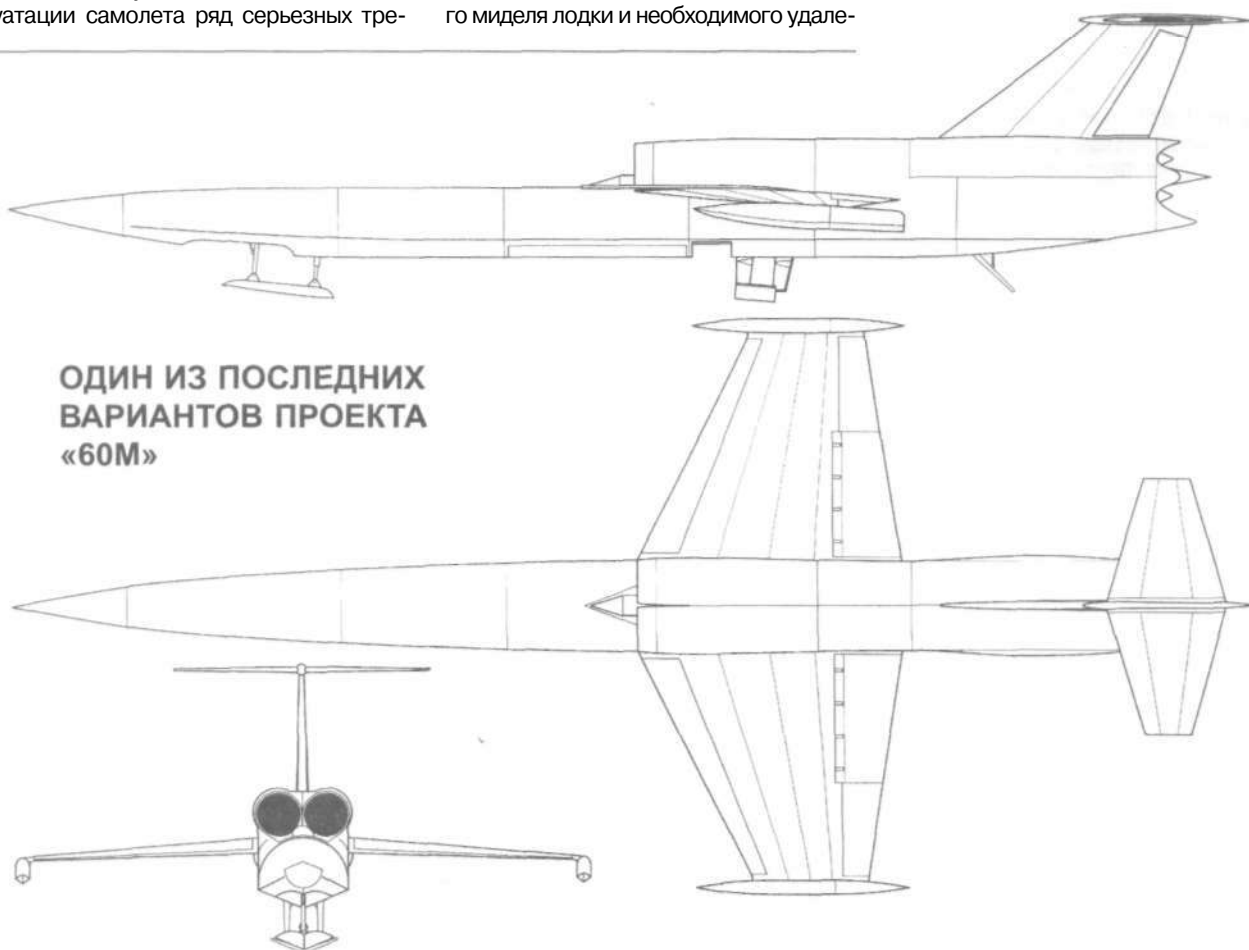 уатации самолета ряд серьезных тре-
го миделя лодки и необходимого удале-
ОДИН ИЗ ПОСЛЕДНИХ
ВАРИАНТОВ ПРОЕКТА
«60М»